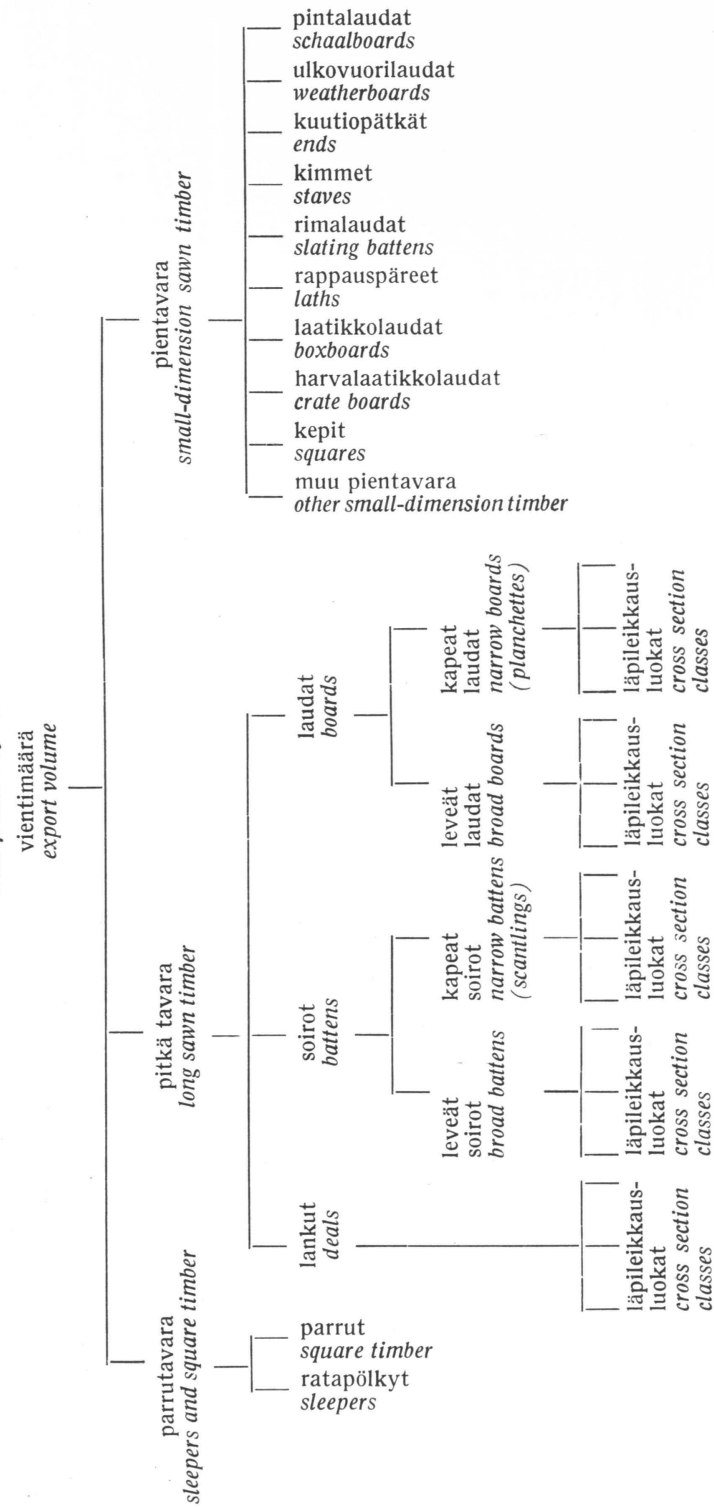 vientimäärä
export volume
parrutavara
sleepers and square timber
pitkä tavara
long sawn timber
pientavara
small-dimension sawn timber
parrut
square timber
ratapölkyt
sleepers
lankut
deals
soirot
battens
laudat
boards
leveät
soirot
broad battens
kapeat
soirot
narrow battens
(scantlings)
leveät
laudat
broad boards
kapeat
laudat
narrow boards
(planchettes)
läpileikkaus-
luokat
cross section
classes
läpileikkaus-
luokat
cross section
classes
läpileikkaus-
luokat
cross section
classes
läpileikkaus-
luokat
cross section
classes
läpileikkaus-
luokat
cross section
classes
pintalaudat
schaalboards
ulkovuorilaudat
weatherboards
kuutiopätkät
ends
kimmet
staves
rimalaudat
slating battens
rappauspäreet
laths
laatikkolaudat
boxboards
harvalaatikkolaudat
crate boards
kepit
squares
muu pientavara
other small-dimension timber